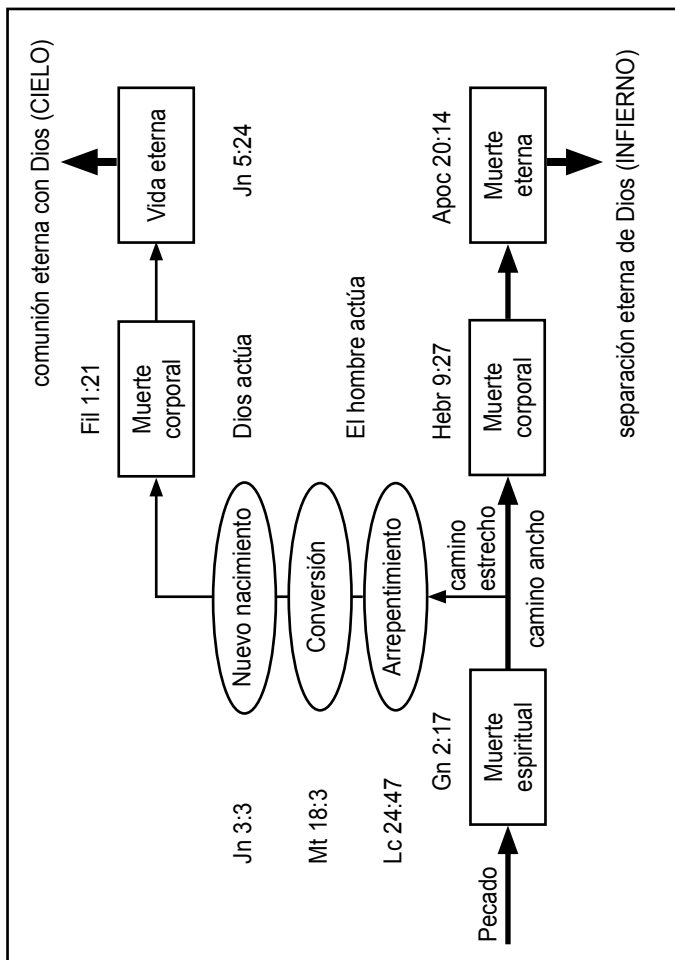 comunión eterna con Dios (CIELO)
Vida eterna
Jn 5:24
Fil 1:21
Muerte
corporal
Dios actúa
El hombre actúa
Jn 3:3
Nuevo nacimiento
Mt 18:3
Conversión
Lc 24:47
Arrepentimiento
camino
estrecho
camino ancho
Pecado
Gn 2:17
Muerte
espiritual
Hebr 9:27
Muerte
corporal
Apoc 20:14
Muerte
eterna
separación eterna de Dios (INFIERNO)